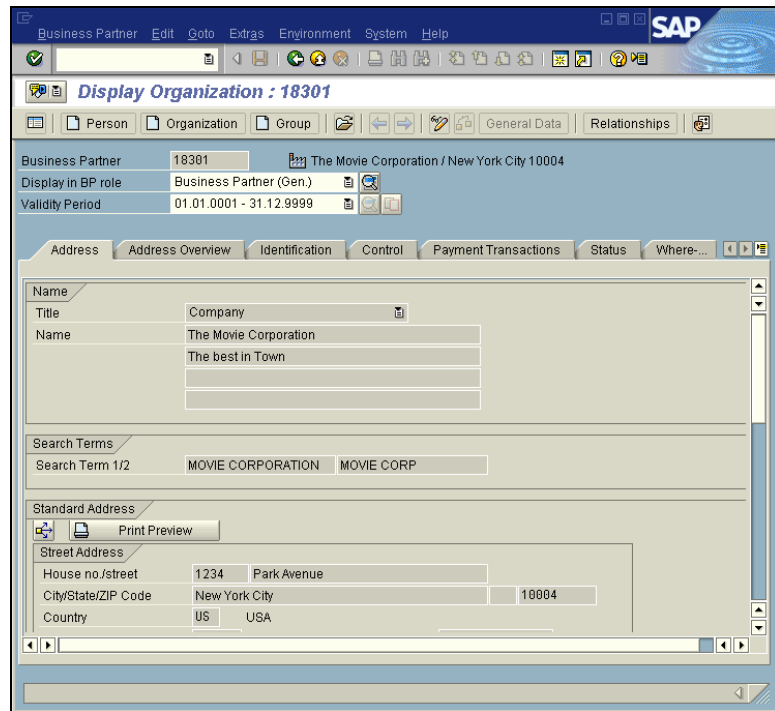 Business Partner Edit Goto Extras Environment System Help
SAP
Display Organization : 18301
Person Organization Group General Data Relationships
Business Partner 18301 The Movie Corporation / New York City 10004
Display in BP role Business Partner (Gen.)
Validity Period 01.01.0001 - 31.12.9999
Address Address Overview Identification Control Payment Transactions Status Where-...
Name
Title Company
Name The Movie Corporation
The best in Town
Search Terms
Search Term 1/2 MOVIE CORPORATION MOVIE CORP
Standard Address
Print Preview
Street Address
House no./street 1234 Park Avenue
City/State/ZIP Code New York City 10004
Country US USA